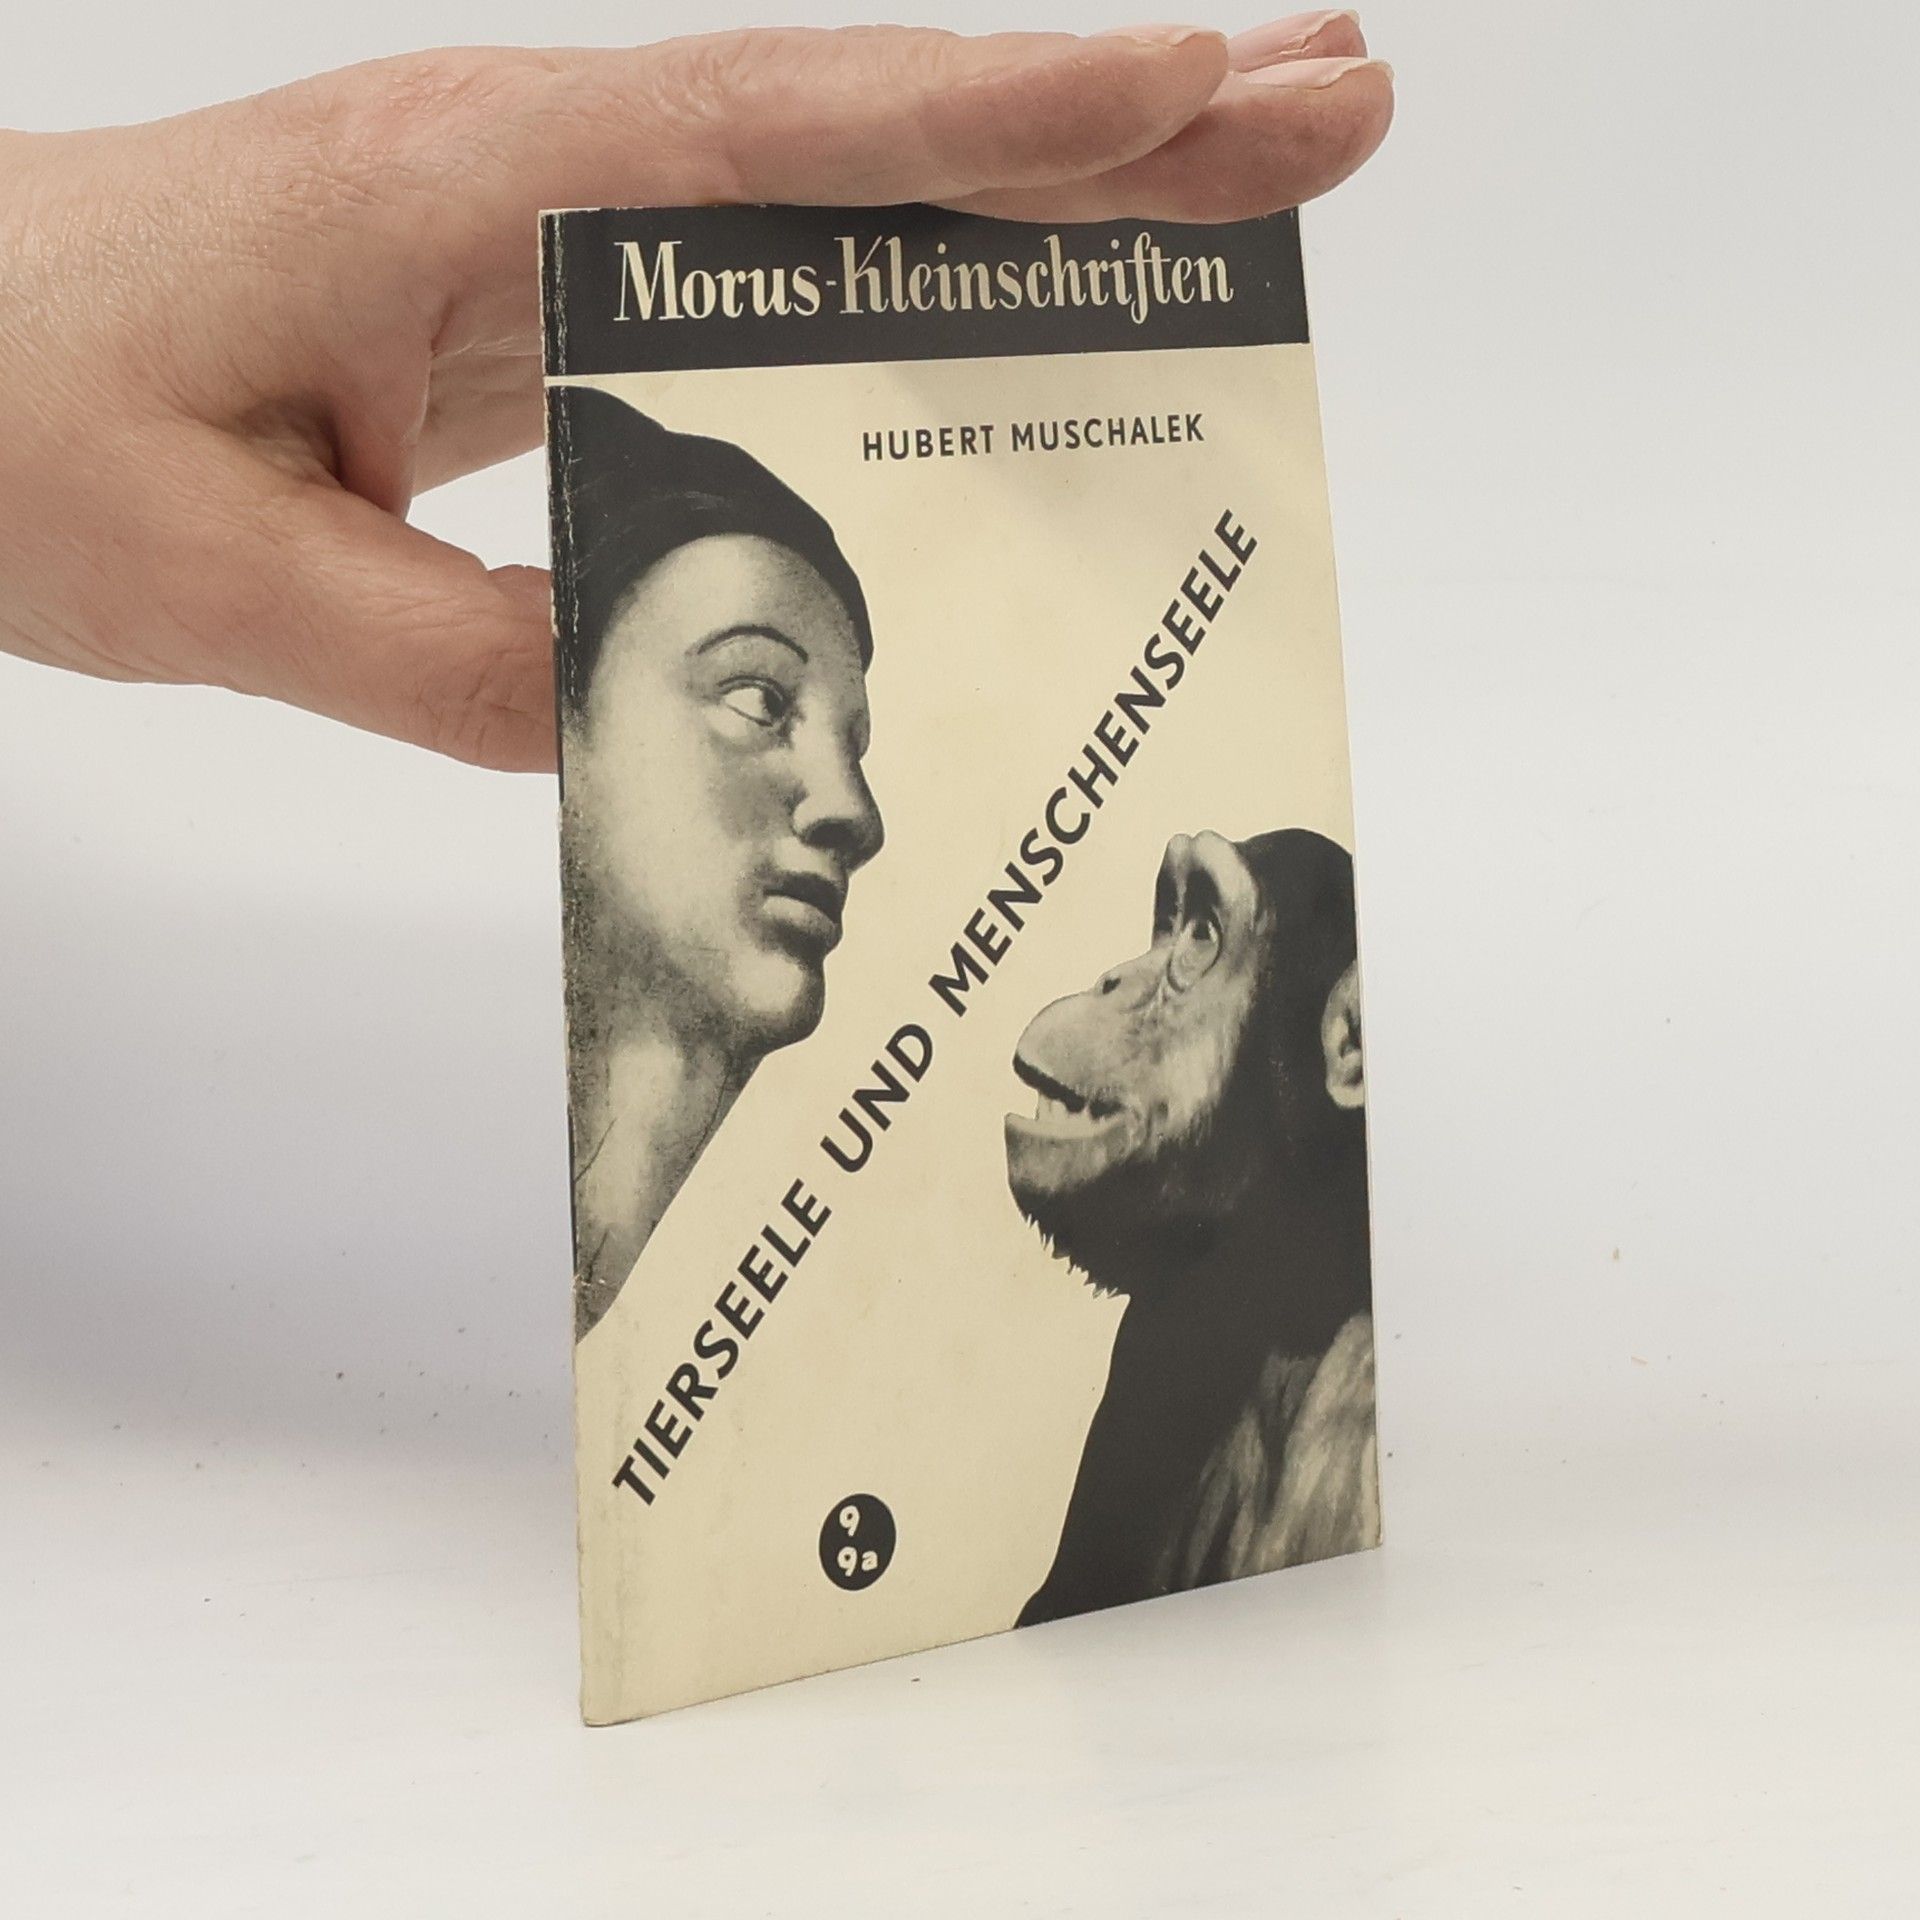 Morus-Kleinschriften
HUBERT MUSCHALEK
TIERSEELE UND MENSCHENSEELE
9
9a